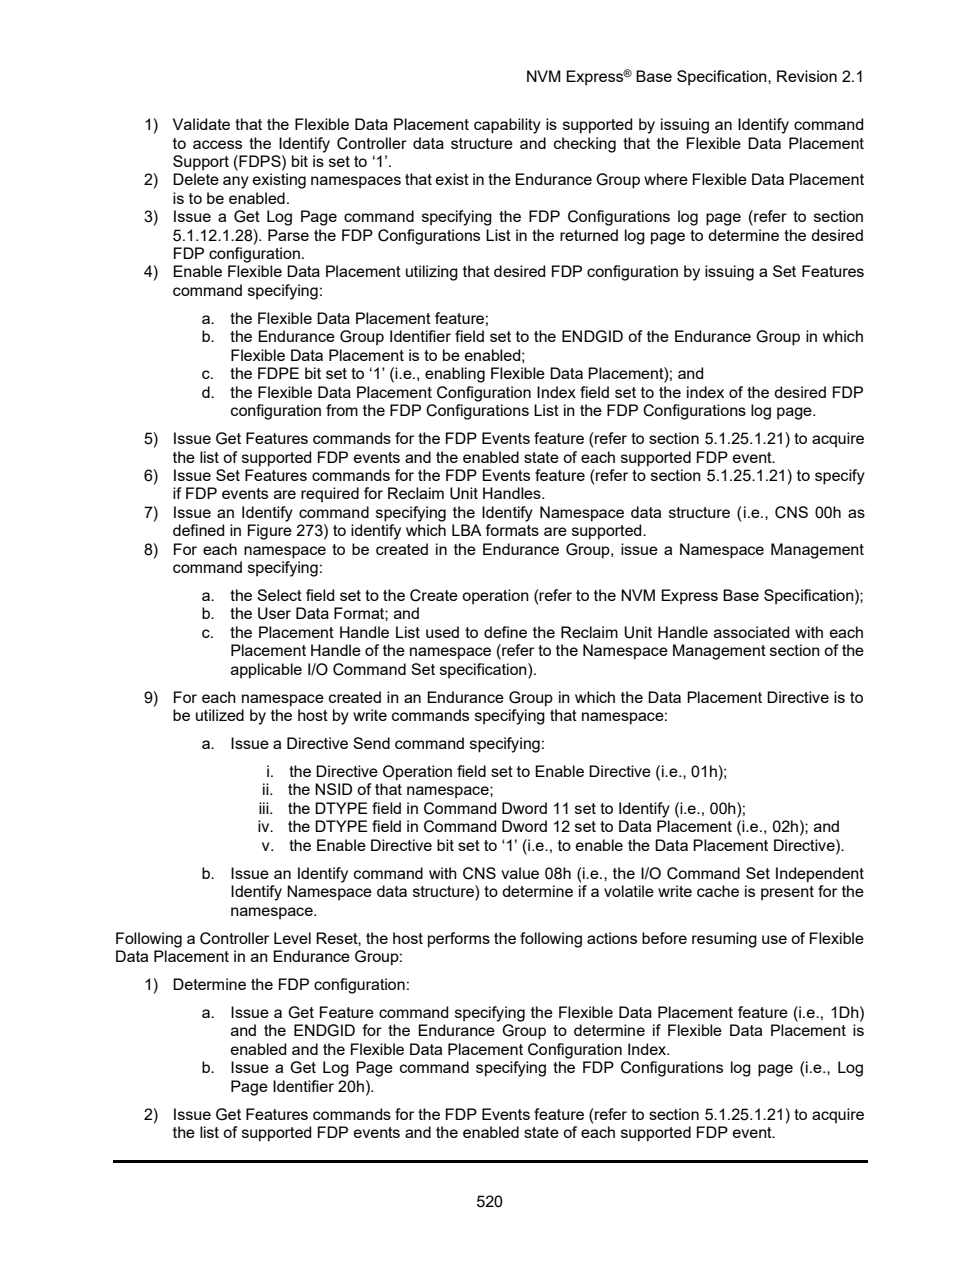 NVM Express® Base Specification, Revision 2.1
1) Validate that the Flexible Data Placement capability is supported by issuing an Identify command
to access the Identify Controller data structure and checking that the Flexible Data Placement
Support (FDPS) bit is set to ‘1’.
2) Delete any existing namespaces that exist in the Endurance Group where Flexible Data Placement
is to be enabled.
3) Issue a Get Log Page command specifying the FDP Configurations log page (refer to section
5.1.12.1.28). Parse the FDP Configurations List in the returned log page to determine the desired
FDP configuration.
4) Enable Flexible Data Placement utilizing that desired FDP configuration by issuing a Set Features
command specifying:
a. the Flexible Data Placement feature;
b. the Endurance Group Identifier field set to the ENDGID of the Endurance Group in which
Flexible Data Placement is to be enabled;
c. the FDPE bit set to ‘1’ (i.e., enabling Flexible Data Placement); and
d. the Flexible Data Placement Configuration Index field set to the index of the desired FDP
configuration from the FDP Configurations List in the FDP Configurations log page.
5) Issue Get Features commands for the FDP Events feature (refer to section 5.1.25.1.21) to acquire
the list of supported FDP events and the enabled state of each supported FDP event.
6) Issue Set Features commands for the FDP Events feature (refer to section 5.1.25.1.21) to specify
if FDP events are required for Reclaim Unit Handles.
7) Issue an Identify command specifying the Identify Namespace data structure (i.e., CNS 00h as
defined in Figure 273) to identify which LBA formats are supported.
8) For each namespace to be created in the Endurance Group, issue a Namespace Management
command specifying:
a. the Select field set to the Create operation (refer to the NVM Express Base Specification);
b. the User Data Format; and
c. the Placement Handle List used to define the Reclaim Unit Handle associated with each
Placement Handle of the namespace (refer to the Namespace Management section of the
applicable I/O Command Set specification).
9) For each namespace created in an Endurance Group in which the Data Placement Directive is to
be utilized by the host by write commands specifying that namespace:
a. Issue a Directive Send command specifying:
i. the Directive Operation field set to Enable Directive (i.e., 01h);
ii. the NSID of that namespace;
iii. the DTYPE field in Command Dword 11 set to Identify (i.e., 00h);
iv. the DTYPE field in Command Dword 12 set to Data Placement (i.e., 02h); and
v. the Enable Directive bit set to ‘1’ (i.e., to enable the Data Placement Directive).
b. Issue an Identify command with CNS value 08h (i.e., the I/O Command Set Independent
Identify Namespace data structure) to determine if a volatile write cache is present for the
namespace.
Following a Controller Level Reset, the host performs the following actions before resuming use of Flexible
Data Placement in an Endurance Group:
1) Determine the FDP configuration:
a. Issue a Get Feature command specifying the Flexible Data Placement feature (i.e., 1Dh)
and the ENDGID for the Endurance Group to determine if Flexible Data Placement is
enabled and the Flexible Data Placement Configuration Index.
b. Issue a Get Log Page command specifying the FDP Configurations log page (i.e., Log
Page Identifier 20h).
2) Issue Get Features commands for the FDP Events feature (refer to section 5.1.25.1.21) to acquire
the list of supported FDP events and the enabled state of each supported FDP event.
520